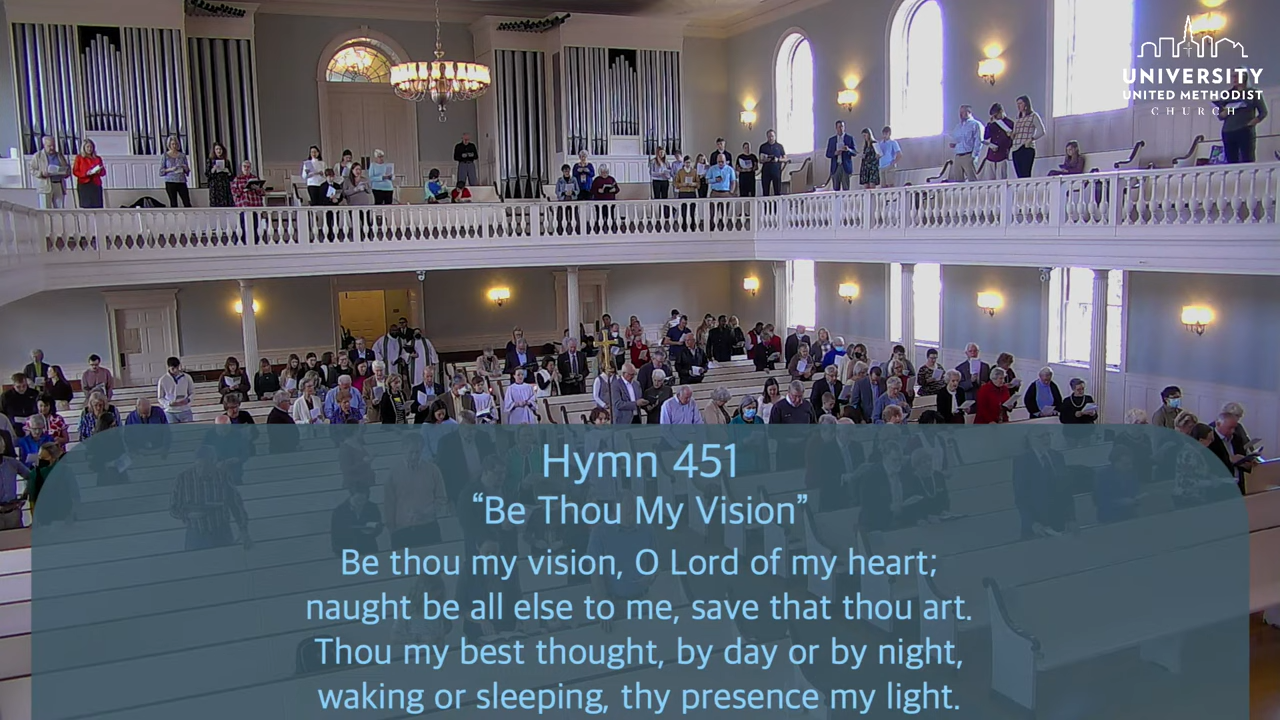 UNIVERSITY
UNITED METHODIST
CHURCH
Hymn 451
“Be Thou My Vision”
Be thou my vision, O Lord of my heart;
naught be all else to me, save that thou art.
Thou my best thought, by day or by night,
waking or sleeping, thy presence my light.